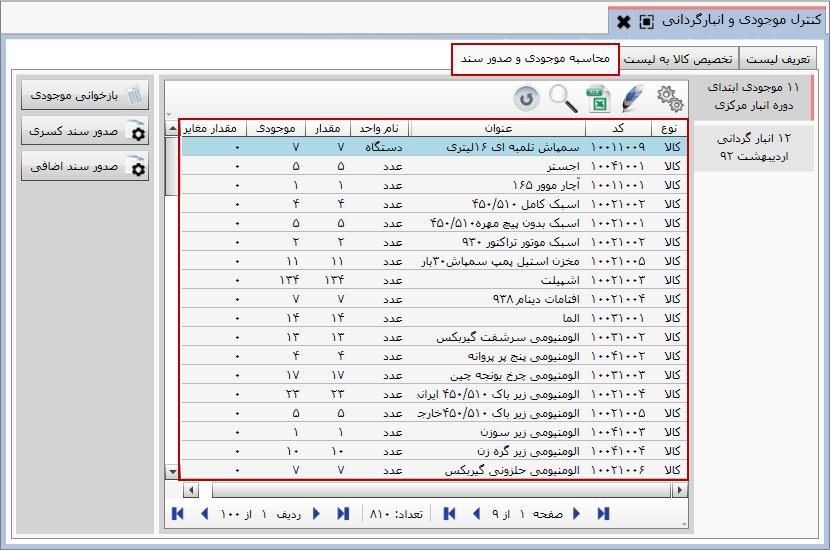 کنترل موجودی و انبارگردانی
تعریف لیست
تخصیص کالا به لیست
محاسبه موجودی و صدور سند
۱۱ موجودی ابتدای
دوره انبار مرکزی
۱۲ انبار گردانی
اردیبهشت ۹۲
نوع کد عنوان نام واحد مقدار موجودی مقدار مغایر
کالا ۱۰۰۱۱۰۰۹ سمپاش تلمبه ای ۱۶لیتری دستگاه ۷ ۷ ۰
کالا ۱۰۰۴۱۰۰۱ اجستر عدد ۵ ۵ ۰
کالا ۱۰۰۱۱۰۰۱ آچار موور ۱۶۵ عدد ۱ ۱ ۰
کالا ۱۰۰۲۱۰۰۲ اسبک کامل ۴۵۰/۵۱۰ عدد ۴ ۴ ۰
کالا ۱۰۰۳۱۰۰۱ اسبک بدون پیچ مهره۴۵۰/۵۱۰ عدد ۵ ۵ ۰
کالا ۱۰۰۲۱۰۰۲ اسبک موتور تراکتور ۹۳۰ عدد ۲ ۲ ۰
کالا ۱۰۰۲۱۰۰۵ مخزن استیل پمپ سمپاش۳۰بار عدد ۱۱ ۱۱ ۰
کالا ۱۰۰۲۱۰۰۳ اشپیلت عدد ۱۳۴ ۱۳۴ ۰
کالا ۱۰۰۲۱۰۰۴ افتامات دینام ۹۳۸ عدد ۷ ۷ ۰
کالا ۱۰۰۳۱۰۰۱ الما عدد ۱۴ ۱۴ ۰
کالا ۱۰۰۲۱۰۰۲ الومنیومی سرشفت گیربکس عدد ۱۳ ۱۳ ۰
کالا ۱۰۰۴۱۰۰۲ الومنیومی پنج پر پروانه عدد ۴ ۴ ۰
کالا ۱۰۰۳۱۰۰۳ الومنیومی چرخ یونجه چین عدد ۱۷ ۱۷ ۰
کالا ۱۰۰۲۱۰۰۴ الومنیومی زیر باک ۴۵۰/۵۱۰ ایرانی عدد ۲۳ ۲۳ ۰
کالا ۱۰۰۲۱۰۰۵ الومنیومی زیر باک ۴۵۰/۵۱۰خارجـ عدد ۵ ۵ ۰
کالا ۱۰۰۴۱۰۰۳ الومنیومی زیر سوزن عدد ۱ ۱ ۰
کالا ۱۰۰۴۱۰۰۴ الومنیومی زیر گره زن عدد ۱۰ ۱۰ ۰
کالا ۱۰۰۲۱۰۰۶ الومنیومی حلزونی گیربکس عدد ۷ ۷ ۰
صفحه ۱ از ۹ تعداد: ۸۱۰ ردیف ۱ از ۱۰۰
بازخوانی موجودی
صدور سند کسری
صدور سند اضافی